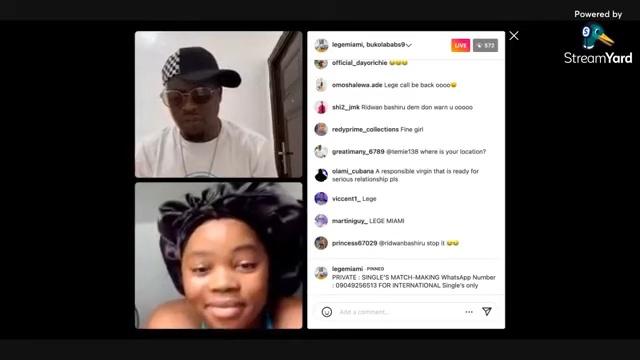 Powered by
StreamYard
legemiami, bukolababs9
LIVE
572
official_dayorichie 😂😂😂
omoshalewa.ade Lege call be back oooo😢
shi2_jmk Ridwan bashiru dem don warn u ooooo
redyprime_collections Fine girl
greatimany_6789 @temie138 where is your location?
olami_cubana A responsible virgin that is ready for
serious relationship pls
viccent1_ Lege
martiniguy_ LEGE MIAMI
princess67029 @ridwanbashiru stop it 😂😂
legemiami · PINNED
PRIVATE : SINGLE'S MATCH-MAKING WhatsApp Number
: 09049256513 FOR INTERNATIONAL Single's only
Add a comment...